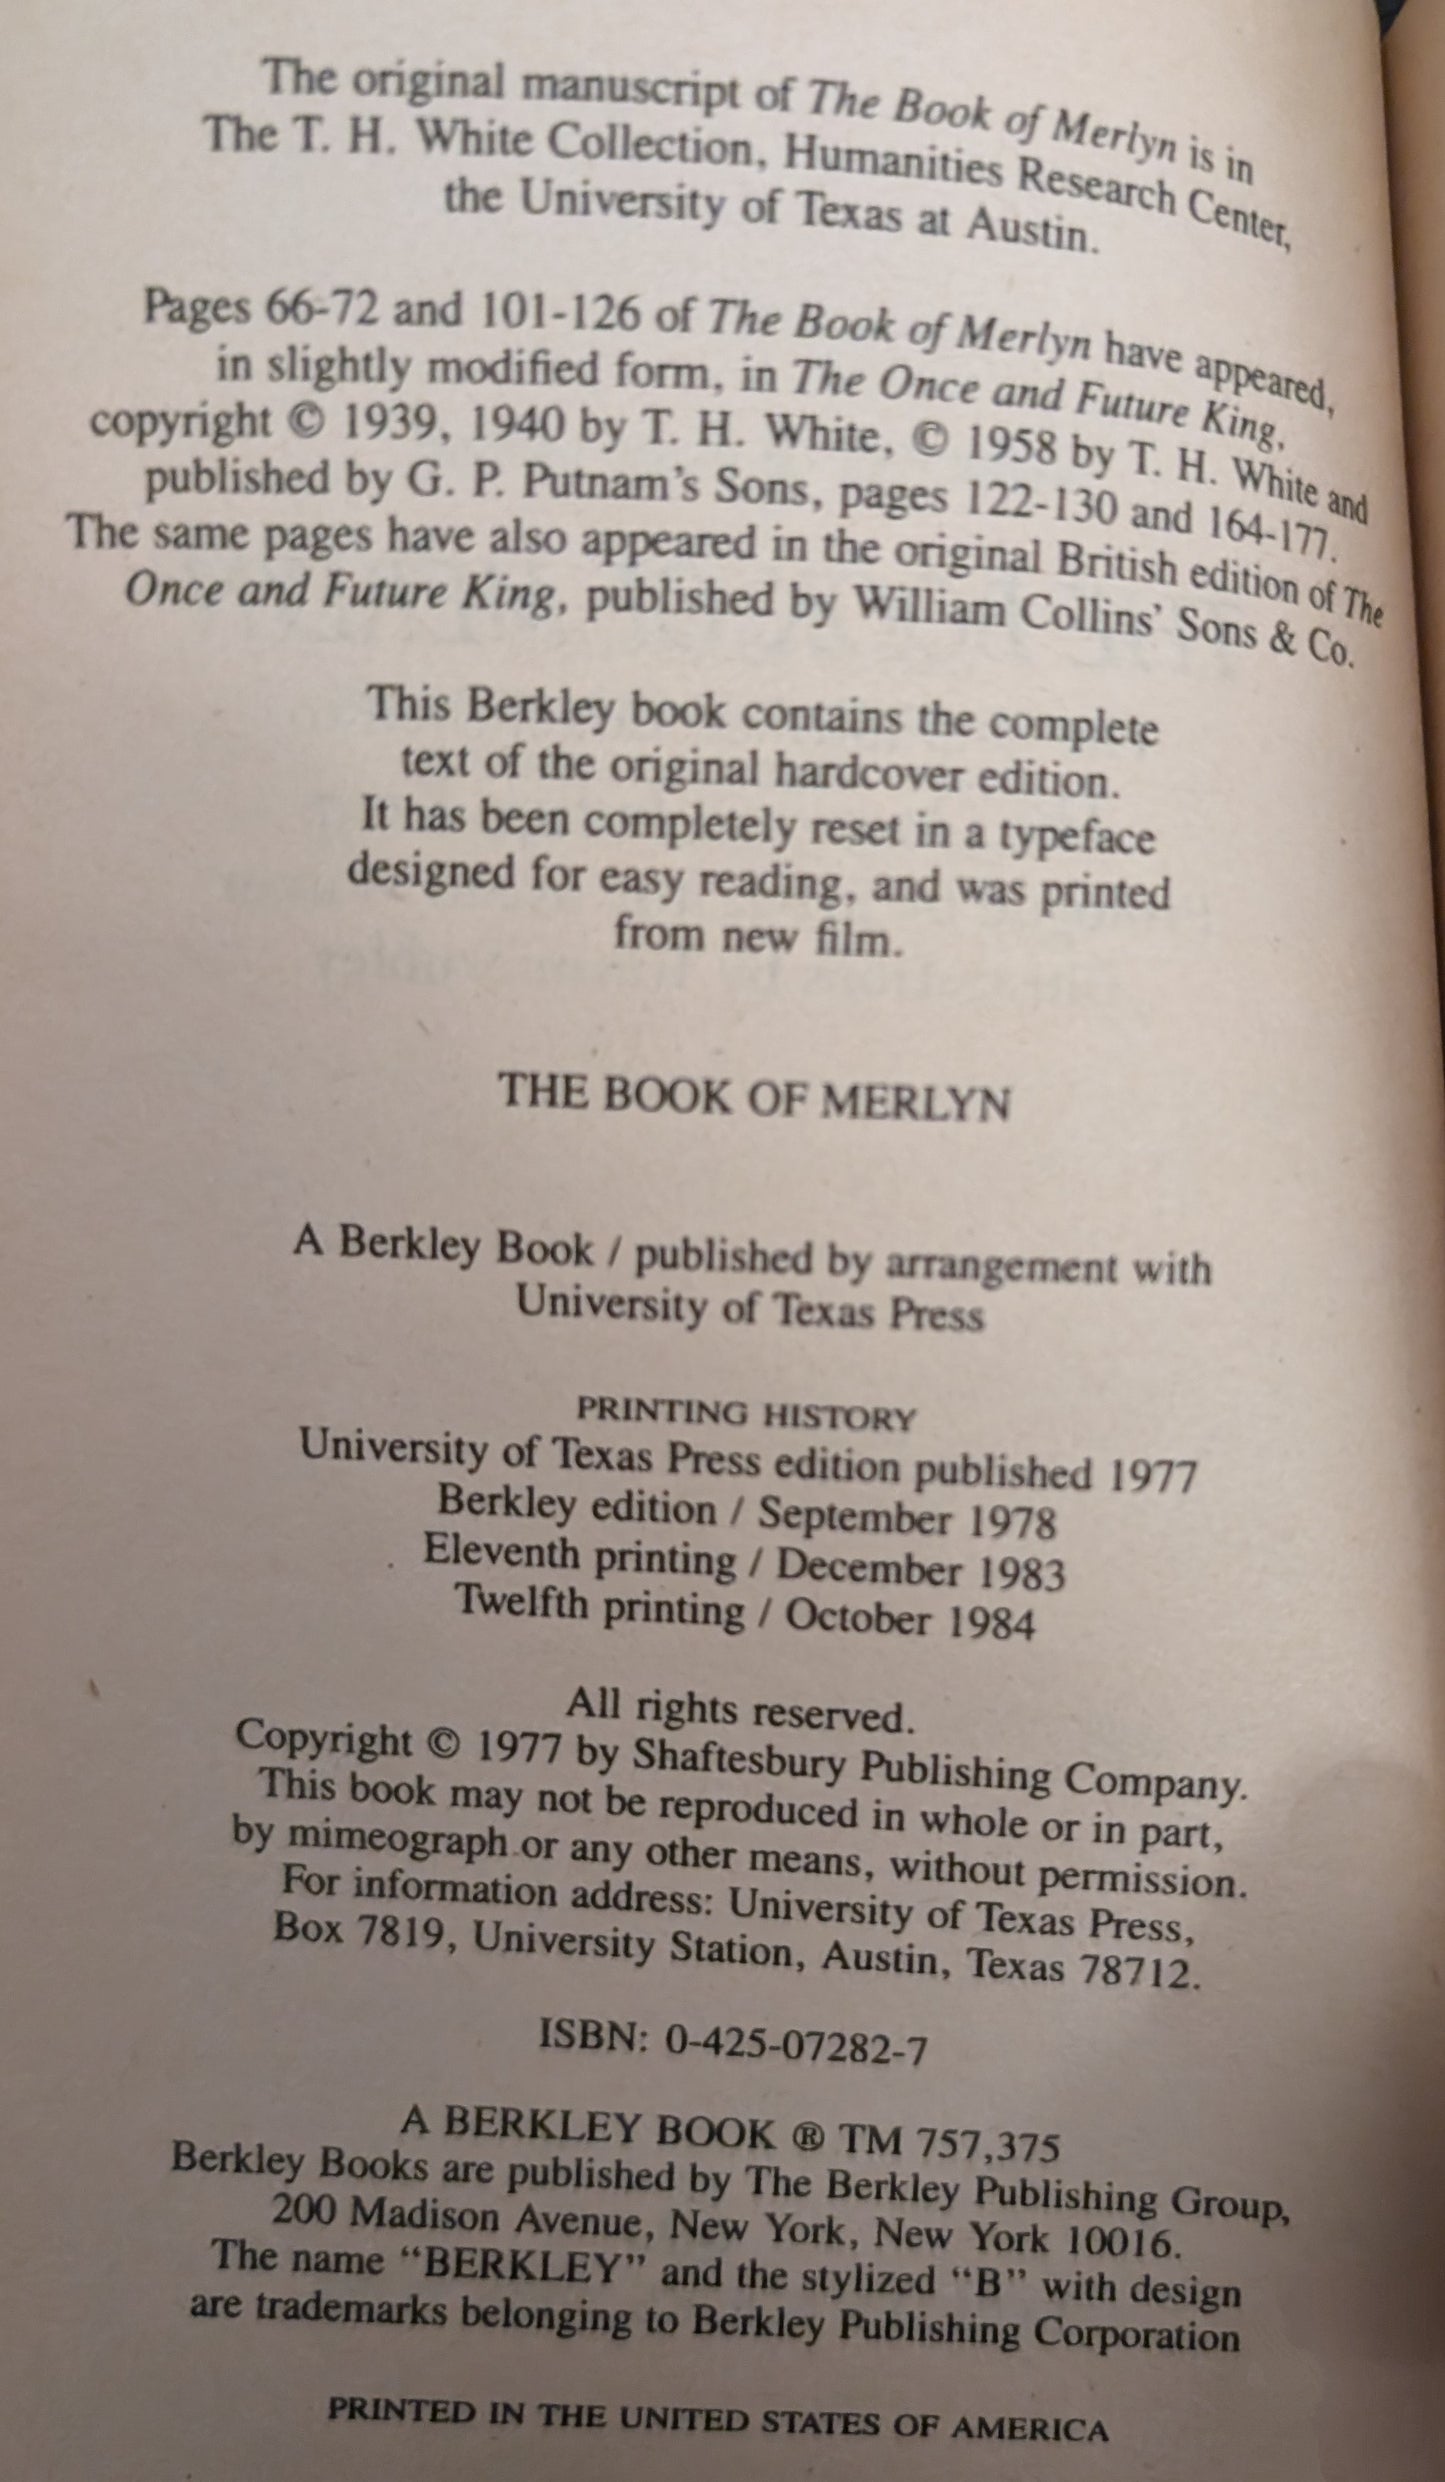 The original manuscript of The Book of Merlyn is in
The T. H. White Collection, Humanities Research Center,
the University of Texas at Austin.
Pages 66-72 and 101-126 of The Book of Merlyn have appeared,
in slightly modified form, in The Once and Future King,
copyright © 1939, 1940 by T. H. White, © 1958 by T. H. White and
published by G. P. Putnam's Sons, pages 122-130 and 164-177.
The same pages have also appeared in the original British edition of The
Once and Future King, published by William Collins' Sons & Co.
This Berkley book contains the complete
text of the original hardcover edition.
It has been completely reset in a typeface
designed for easy reading, and was printed
from new film.
THE BOOK OF MERLYN
A Berkley Book / published by arrangement with
University of Texas Press
PRINTING HISTORY
University of Texas Press edition published 1977
Berkley edition / September 1978
Eleventh printing / December 1983
Twelfth printing / October 1984
All rights reserved.
Copyright © 1977 by Shaftesbury Publishing Company.
This book may not be reproduced in whole or in part,
by mimeograph or any other means, without permission.
For information address: University of Texas Press,
Box 7819, University Station, Austin, Texas 78712.
ISBN: 0-425-07282-7
A BERKLEY BOOK ® TM 757,375
Berkley Books are published by The Berkley Publishing Group,
200 Madison Avenue, New York, New York 10016.
The name “BERKLEY” and the stylized “B” with design
are trademarks belonging to Berkley Publishing Corporation
PRINTED IN THE UNITED STATES OF AMERICA